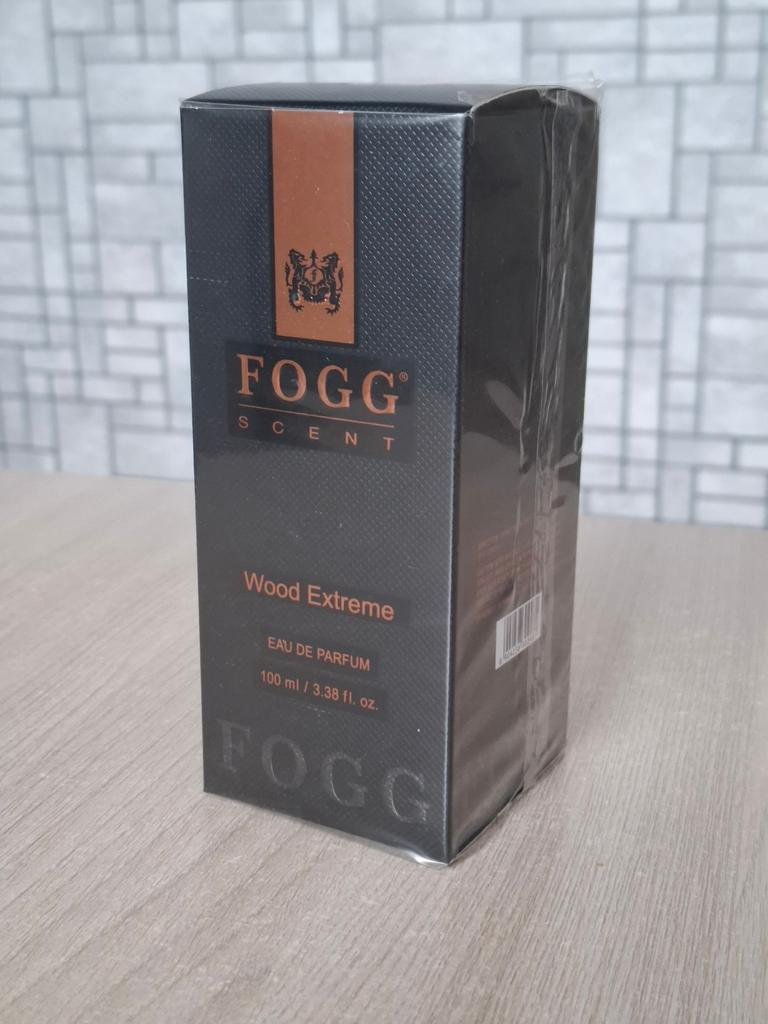 FOGG®
SCENT
Wood Extreme
EAU DE PARFUM
100 ml / 3.38 fl. oz.
FOGG